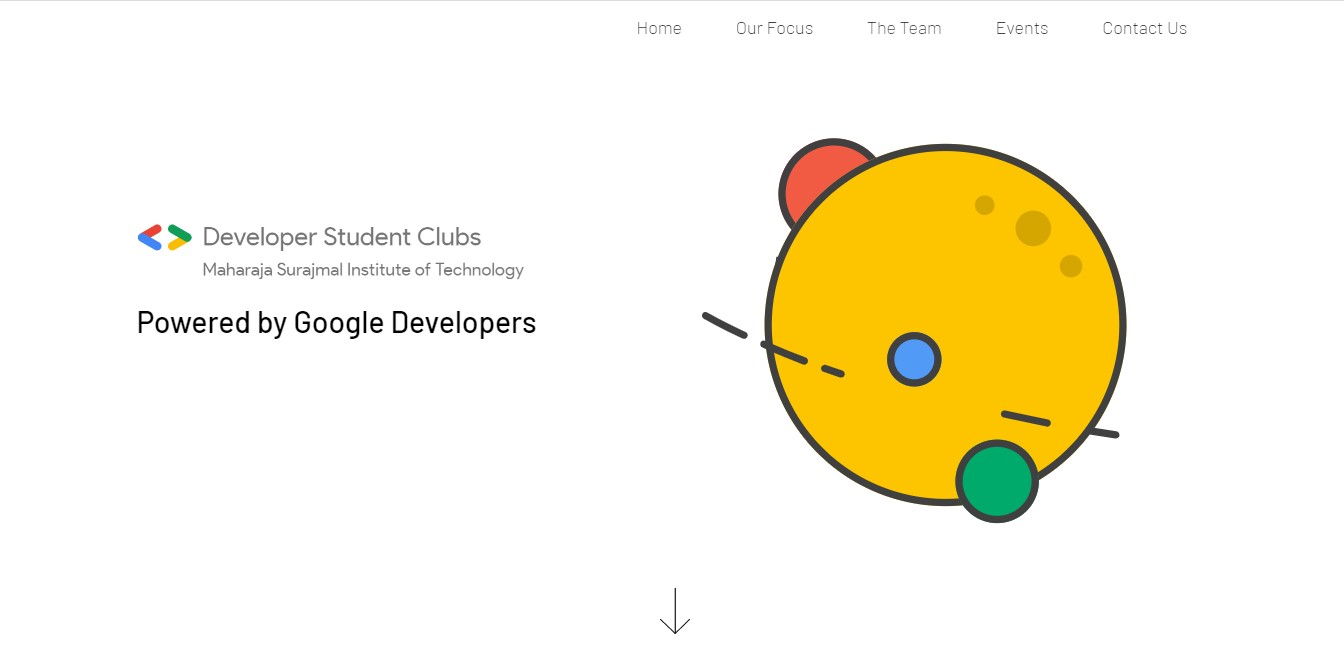 Home Our Focus The Team Events Contact Us
Developer Student Clubs
Maharaja Surajmal Institute of Technology
Powered by Google Developers